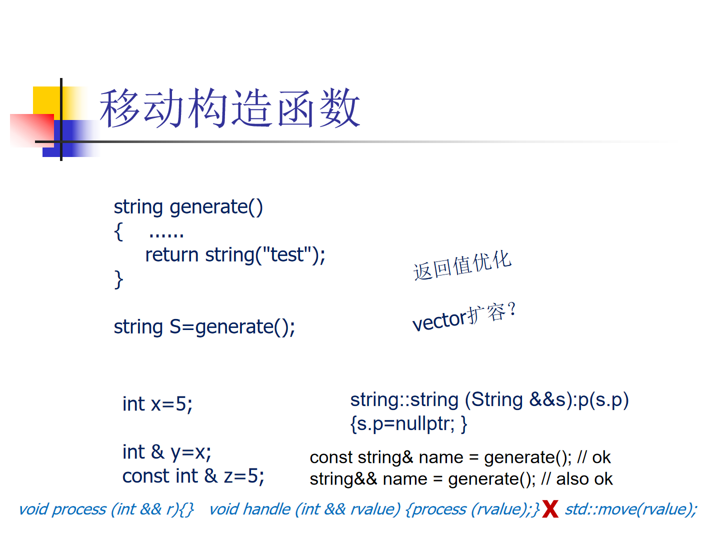 移动构造函数
string generate()
{ ......
return string("test");
}
返回值优化
string S=generate();
vector扩容？
int x=5;
string::string (String &&s):p(s.p)
{s.p=nullptr; }
int & y=x;
const int & z=5;
const string& name = generate(); // ok
string&& name = generate(); // also ok
void process (int && r){} void handle (int && rvalue) {process (rvalue);} X std::move(rvalue);